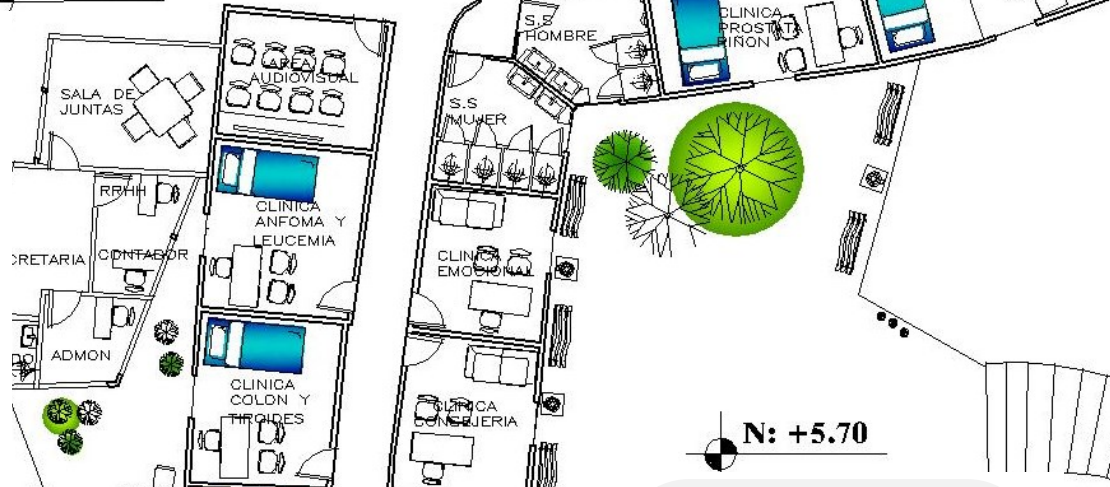 S.S
HOMBRE
CLINICA
PROSTATA
RIÑON
AREA
AUDIOVISUAL
SALA DE
JUNTAS
S.S
MUJER
RRHH
CLINICA
ANFOMA Y
LEUCEMIA
CONTADOR
CRETARIA
CLINICA
EMOCIONAL
ADMON
CLINICA
COLON Y
TIROIDES
CLINICA
CONSEJERIA
N: +5.70